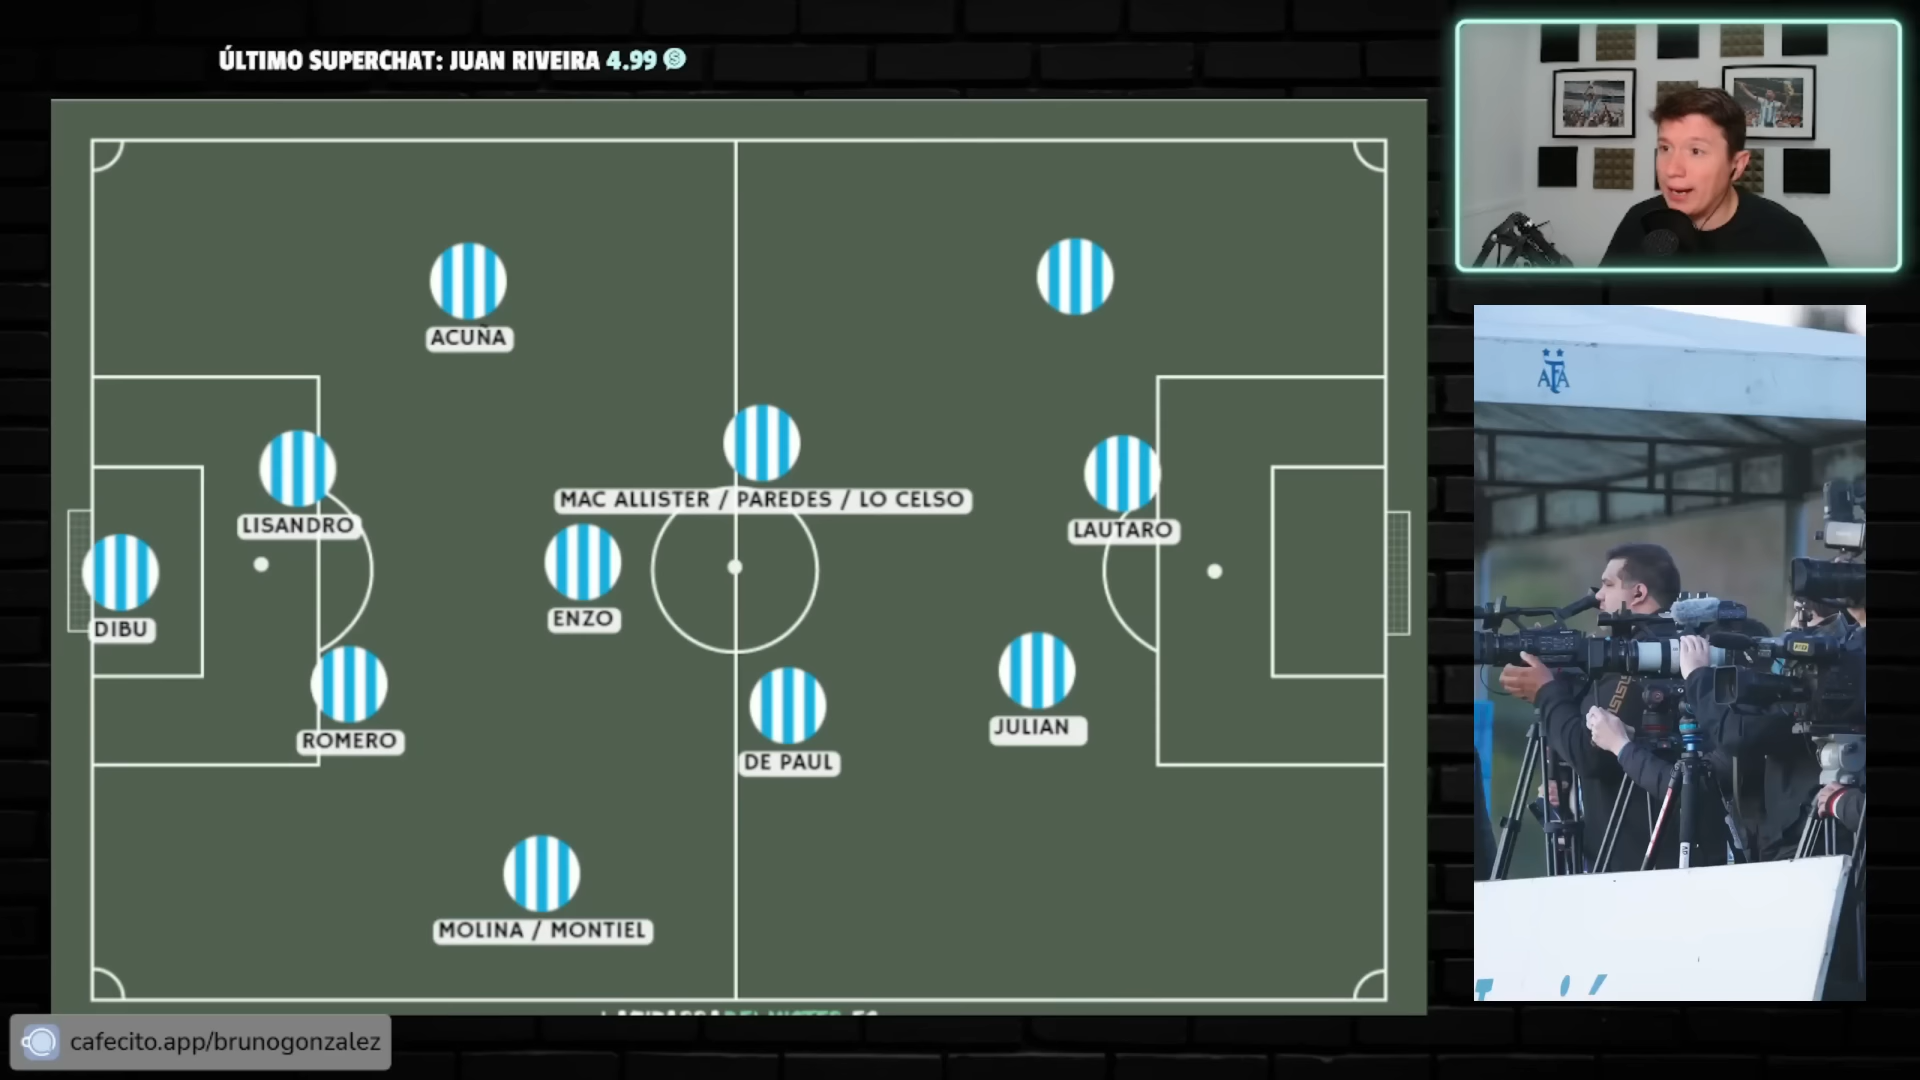 ÚLTIMO SUPERCHAT: JUAN RIVEIRA 4.99
ACUÑA
MAC ALLISTER / PAREDES / LO CELSO
LISANDRO
LAUTARO
DIBU
ENZO
ROMERO
JULIAN
DE PAUL
MOLINA / MONTIEL
cafecito.app/brunogonzalez
AFA